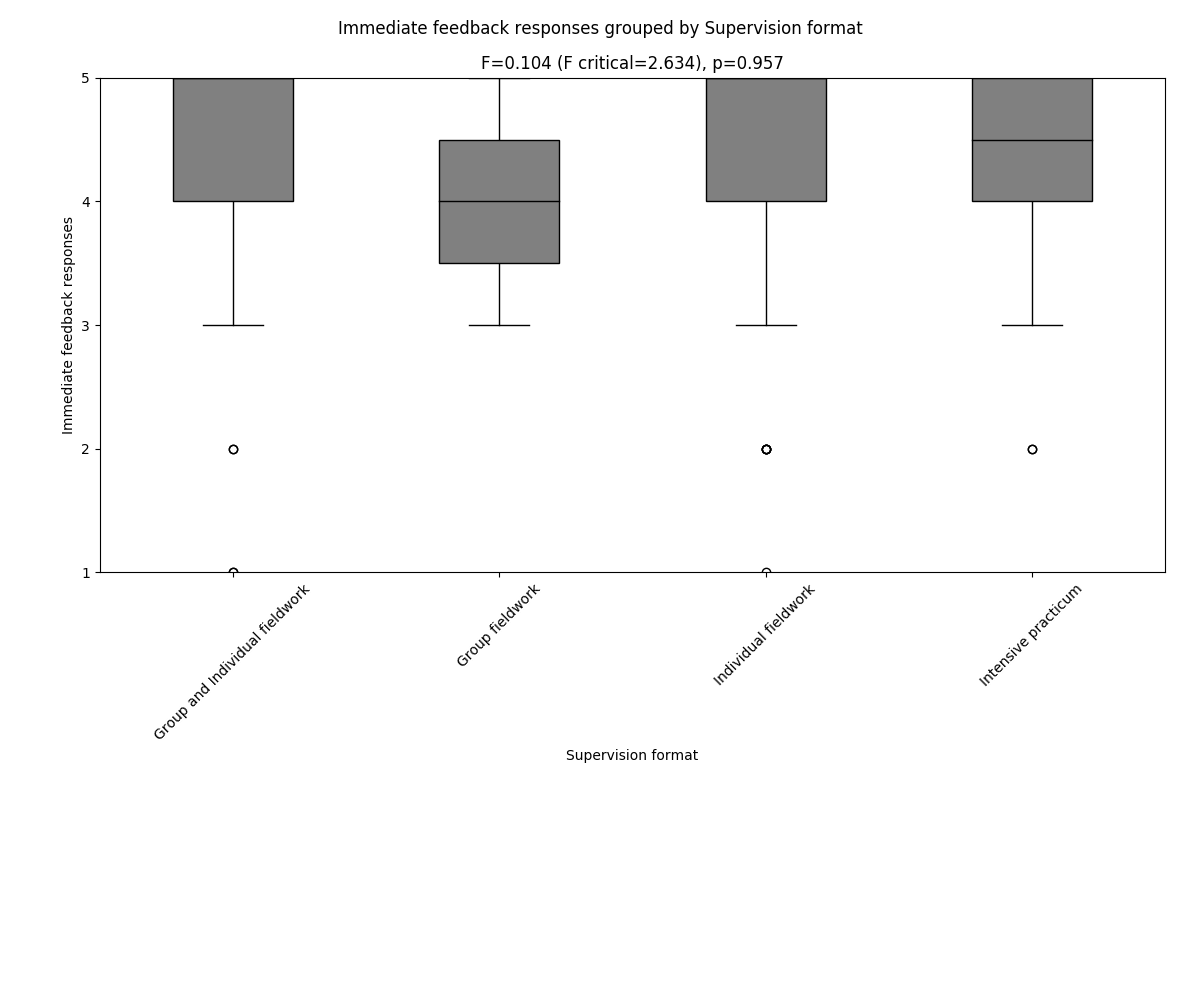 Immediate feedback responses grouped by Supervision format
F=0.104 (F critical=2.634), p=0.957
5
4
3
2
1
Immediate feedback responses
Group and Individual fieldwork
Group fieldwork
Individual fieldwork
Intensive practicum
Supervision format